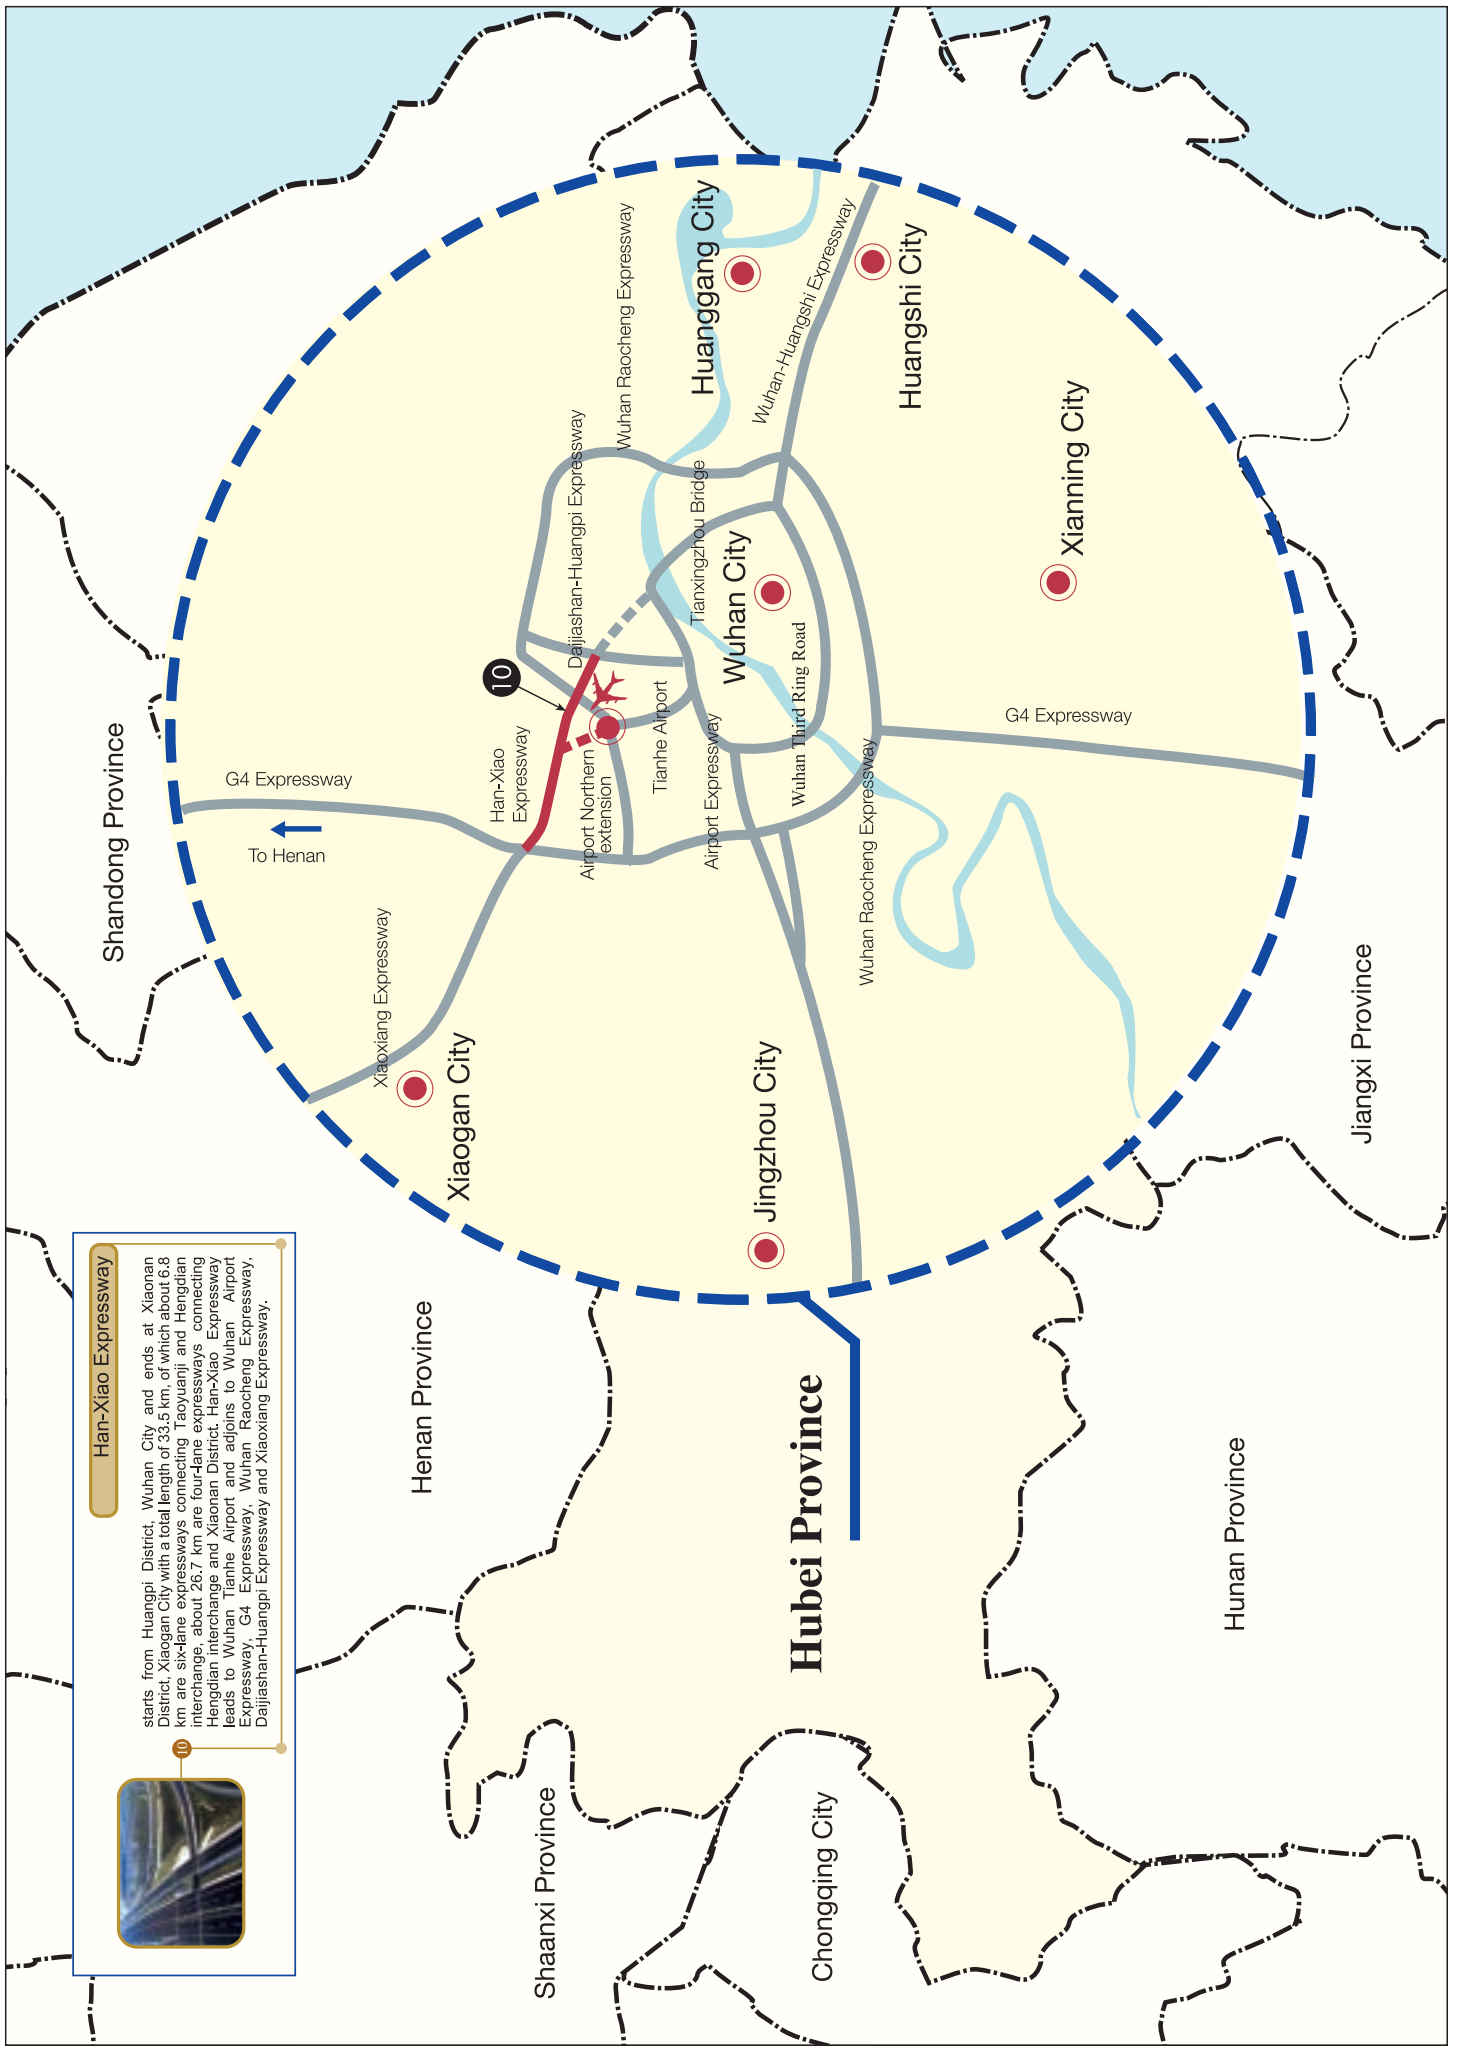 Han-Xiao Expressway
starts from Huangpi District, Wuhan City and ends at Xiaonan
District, Xiaogan City with a total length of 33.5 km, of which about 6.8
km are six-lane expressways connecting Taoyuanji and Hengdian
interchange, about 26.7 km are four-lane expressways connecting
Hengdian interchange and Xiaonan District. Han-Xiao Expressway
leads to Wuhan Tianhe Airport and adjoins to Wuhan Airport
Expressway, G4 Expressway, Wuhan Raocheng Expressway,
Daijiashan-Huangpi Expressway and Xiaoxiang Expressway.
10
Shandong Province
G4 Expressway
To Henan
Xiaoxiang Expressway
Xiaogan City
Henan Province
10
Han-Xiao
Expressway
Daijiashan-Huangpi Expressway
Wuhan Raocheng Expressway
Airport Northern
extension
Tianhe Airport
Tianxingzhou Bridge
Huanggang City
Airport Expressway
Wuhan City
Jingzhou City
Wuhan-Huangshi Expressway
Wuhan Third Ring Road
Hubei Province
Wuhan Raocheng Expressway
Huangshi City
G4 Expressway
Xianning City
Shaanxi Province
Chongqing City
Hunan Province
Jiangxi Province